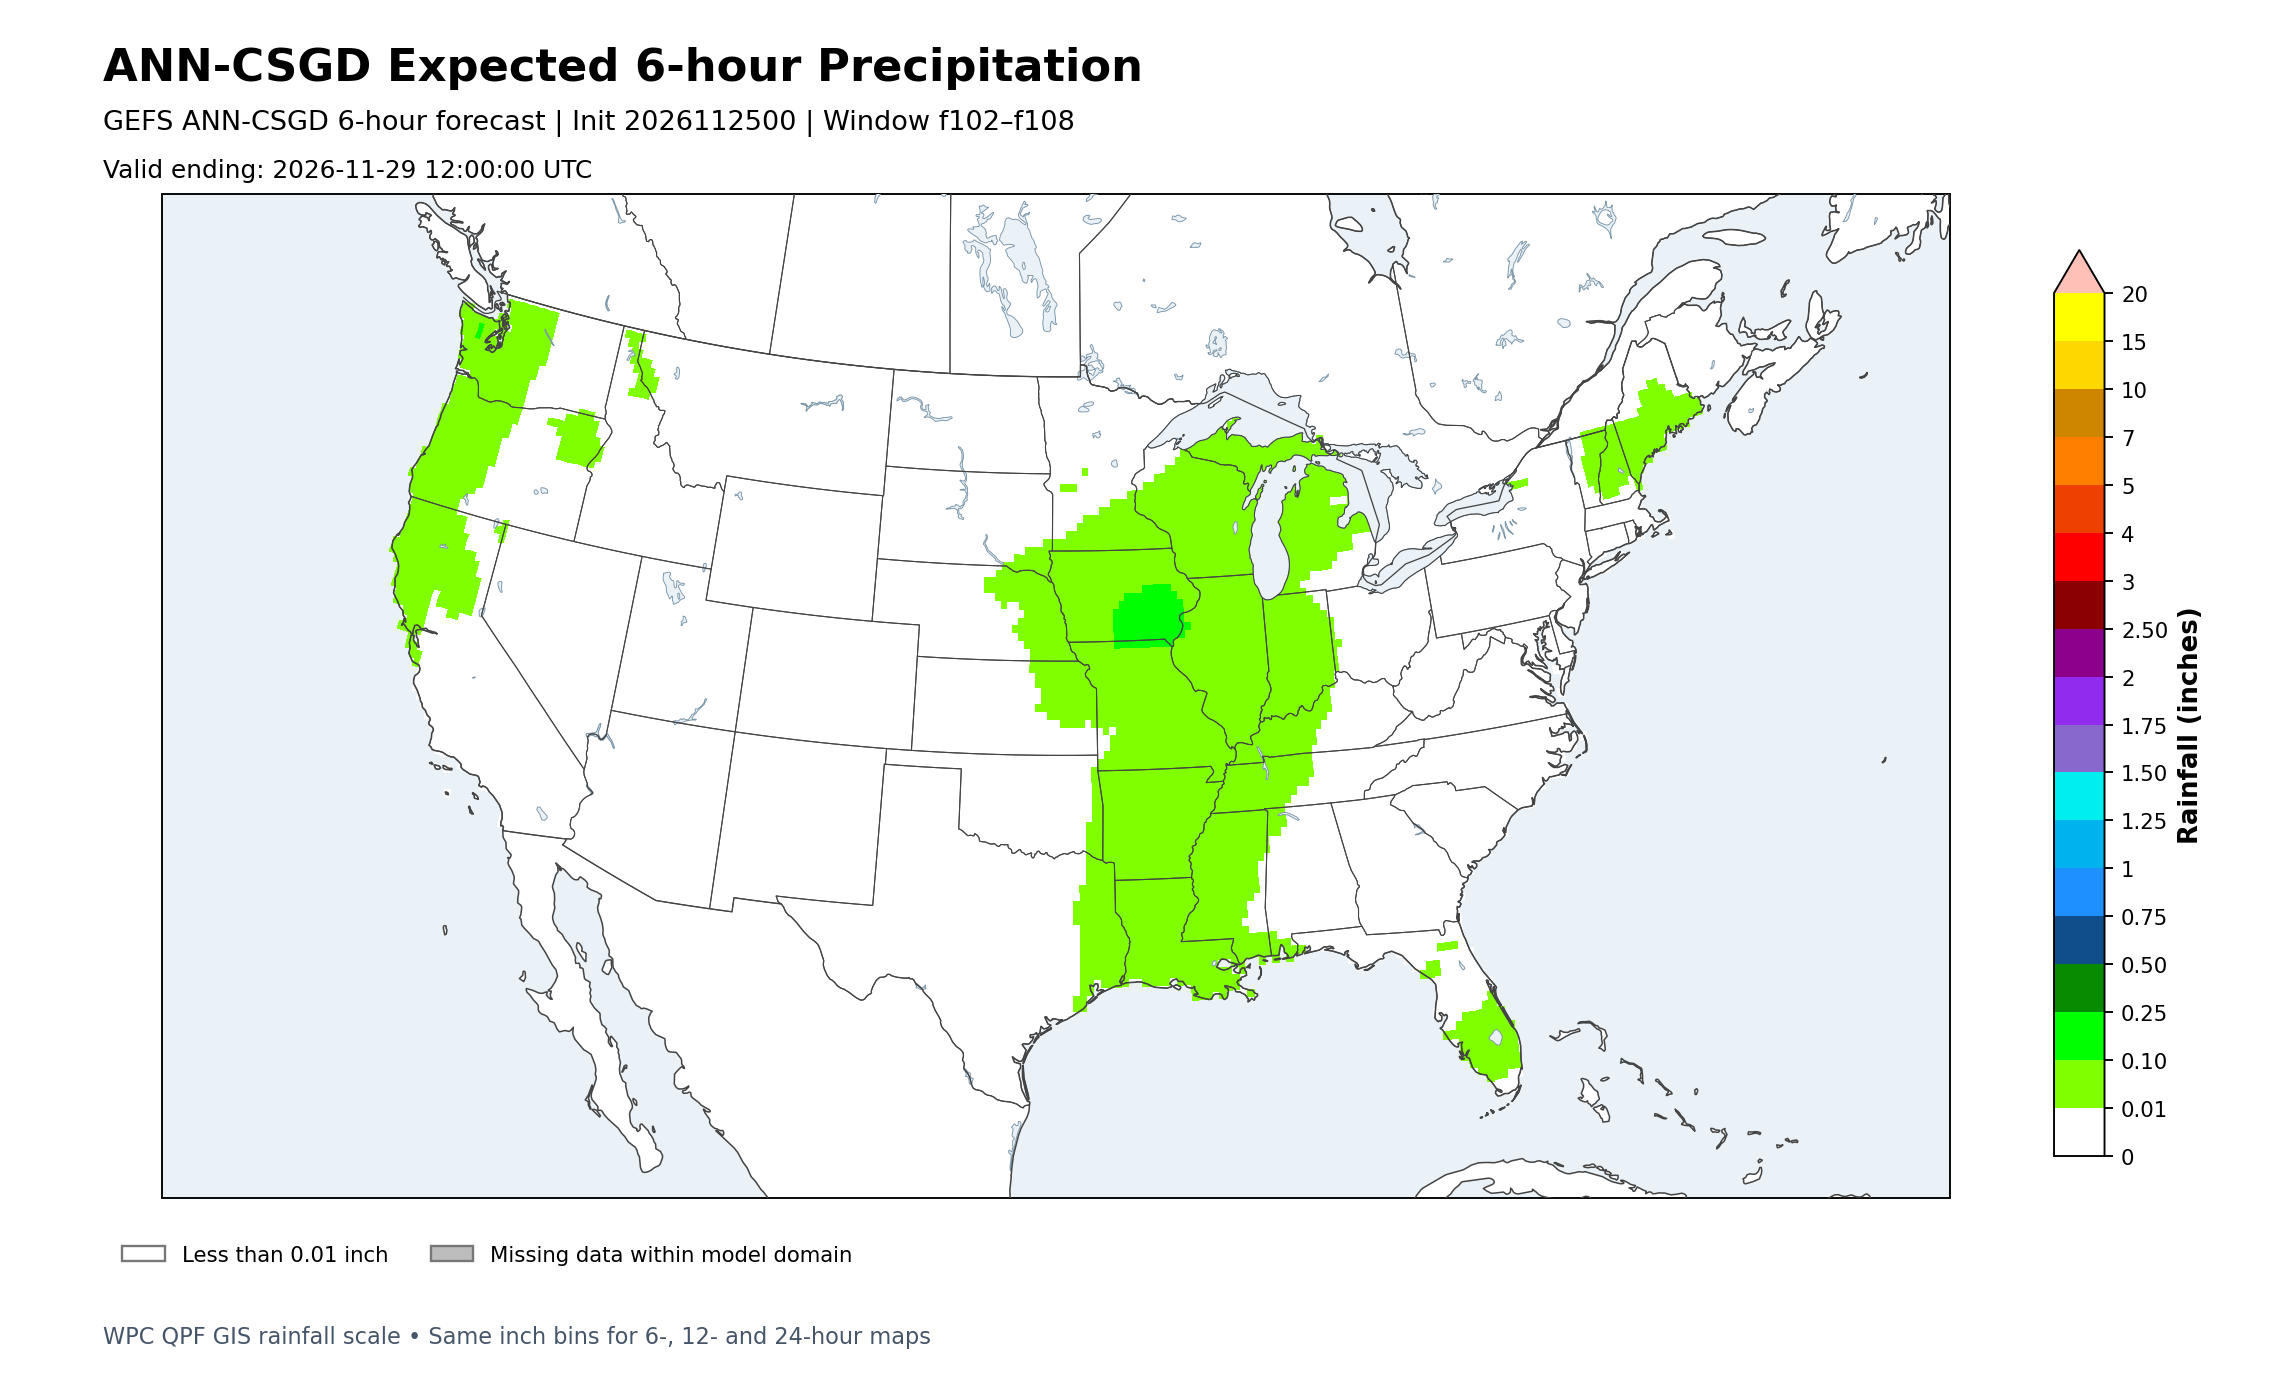 ANN-CSGD Expected 6-hour Precipitation
GEFS ANN-CSGD 6-hour forecast | Init 2026112500 | Window f102–f108
Valid ending: 2026-11-29 12:00:00 UTC
20
15
10
7
5
4
3
2.50
2
1.75
1.50
1.25
1
0.75
0.50
0.25
0.10
0.01
0
Rainfall (inches)
Less than 0.01 inch
Missing data within model domain
WPC QPF GIS rainfall scale • Same inch bins for 6-, 12- and 24-hour maps